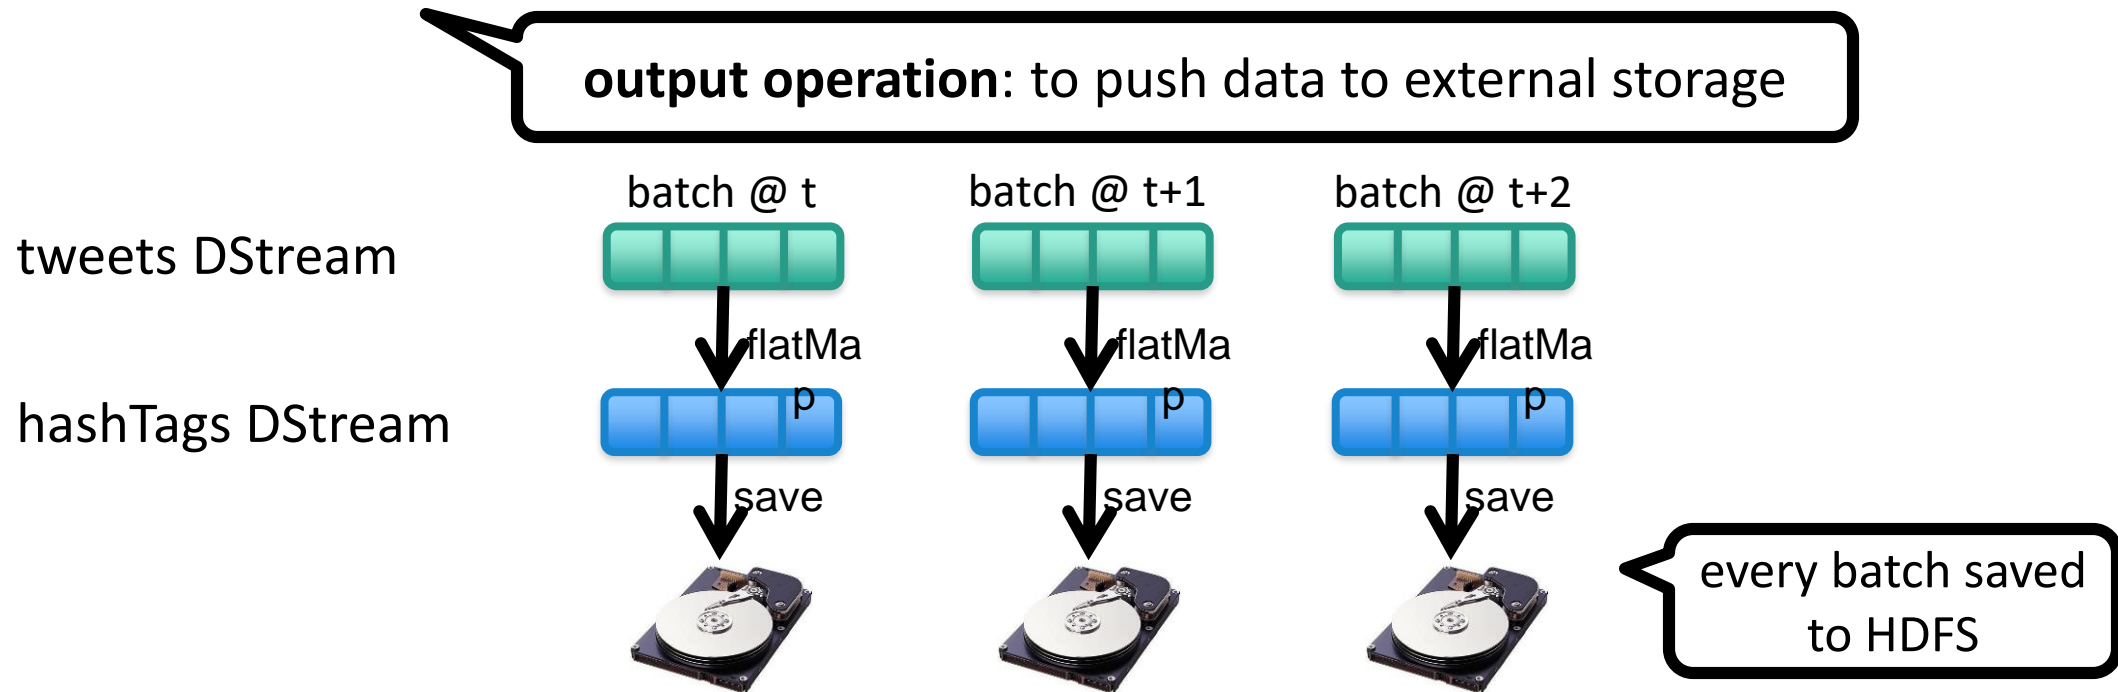 output operation: to push data to external storage
batch @ t
batch @ t+1
batch @ t+2
tweets DStream
flatMa
p
flatMa
p
flatMa
p
hashTags DStream
save
save
save
every batch saved
to HDFS